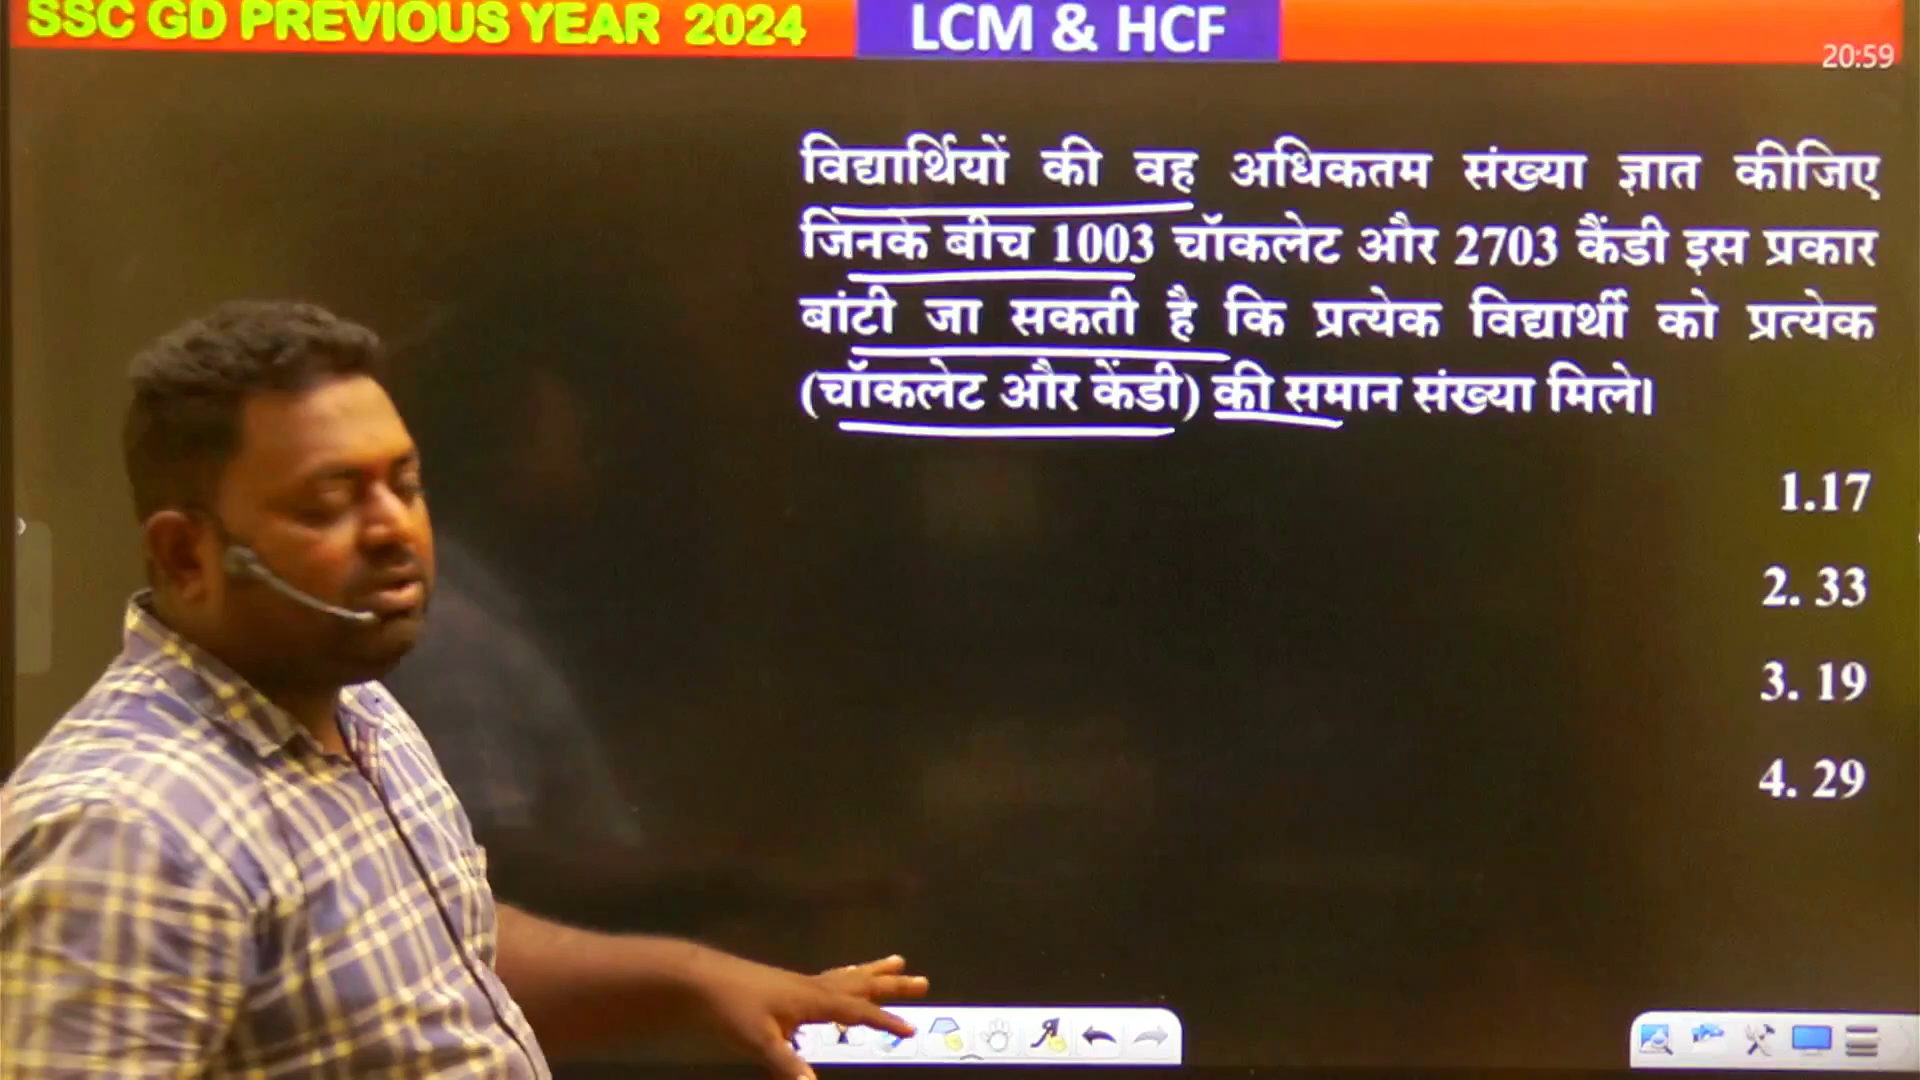 SSC GD PREVIOUS YEAR 2024
LCM & HCF
20:59
विद्यार्थियों की वह अधिकतम संख्या ज्ञात कीजिए
जिनके बीच 1003 चॉकलेट और 2703 कैंडी इस प्रकार
बांटी जा सकती है कि प्रत्येक विद्यार्थी को प्रत्येक
(चॉकलेट और केंडी) की समान संख्या मिले।
1.17
2. 33
3. 19
4. 29